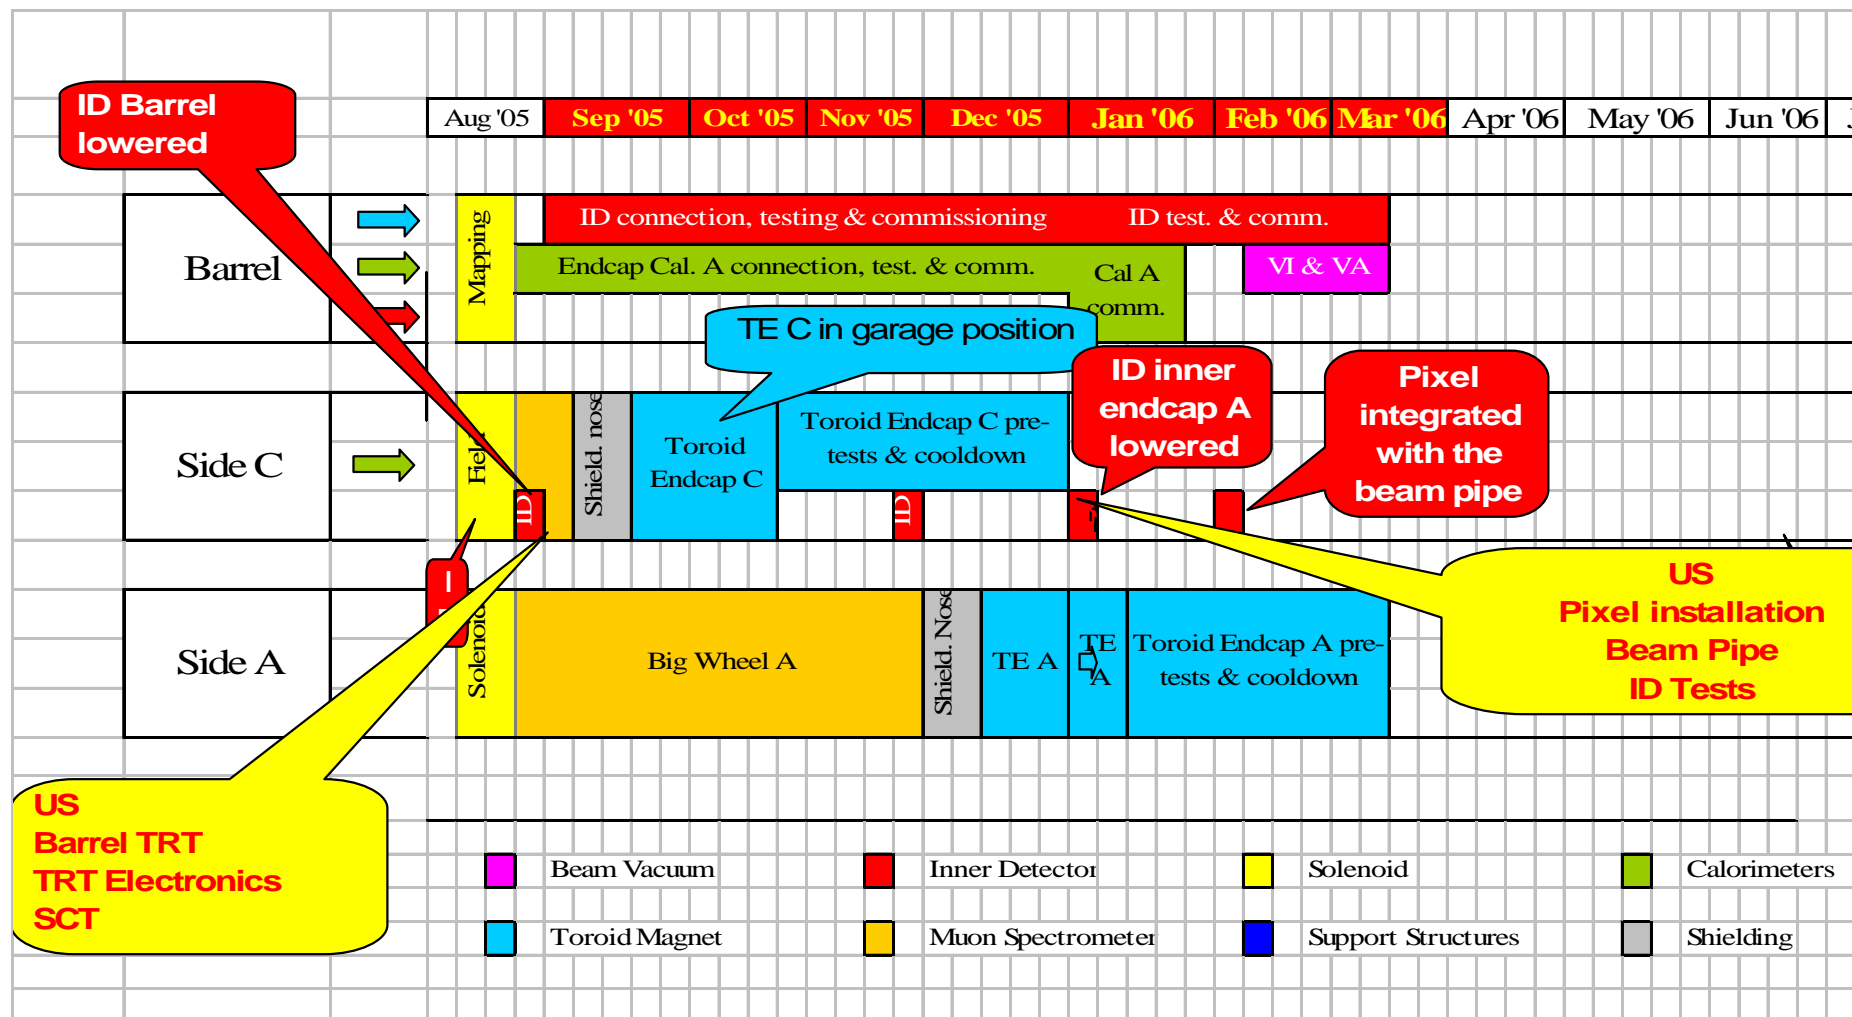 ID Barrel
lowered
Aug '05
Sep '05
Oct '05
Nov '05
Dec '05
Jan '06
Feb '06
Mar '06
Apr '06
May '06
Jun '06
Barrel
Mapping
ID connection, testing & commissioning
ID test. & comm.
Endcap Cal. A connection, test. & comm.
Cal A
comm.
VI & VA
TE C in garage position
ID inner
endcap A
lowered
Pixel
integrated
with the
beam pipe
Side C
Field
ID
Shield. nose
Toroid
Endcap C
Toroid Endcap C pre-
tests & cooldown
ID
US
Pixel installation
Beam Pipe
ID Tests
Side A
I
Solenoid
Big Wheel A
Shield. Nose
TE A
TE
A
Toroid Endcap A pre-
tests & cooldown
US
Barrel TRT
TRT Electronics
SCT
Beam Vacuum
Inner Detector
Solenoid
Calorimeters
Toroid Magnet
Muon Spectrometer
Support Structures
Shielding